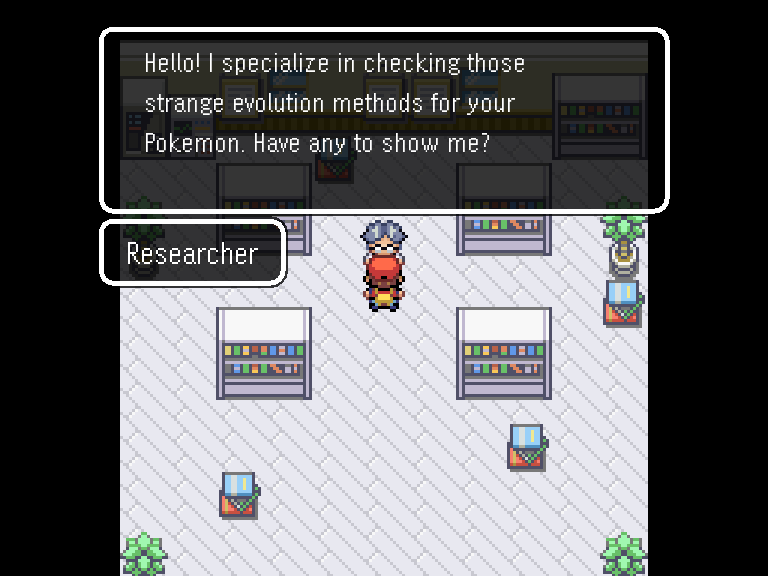 Hello! I specialize in checking those
strange evolution methods for your
Pokemon. Have any to show me?
Researcher